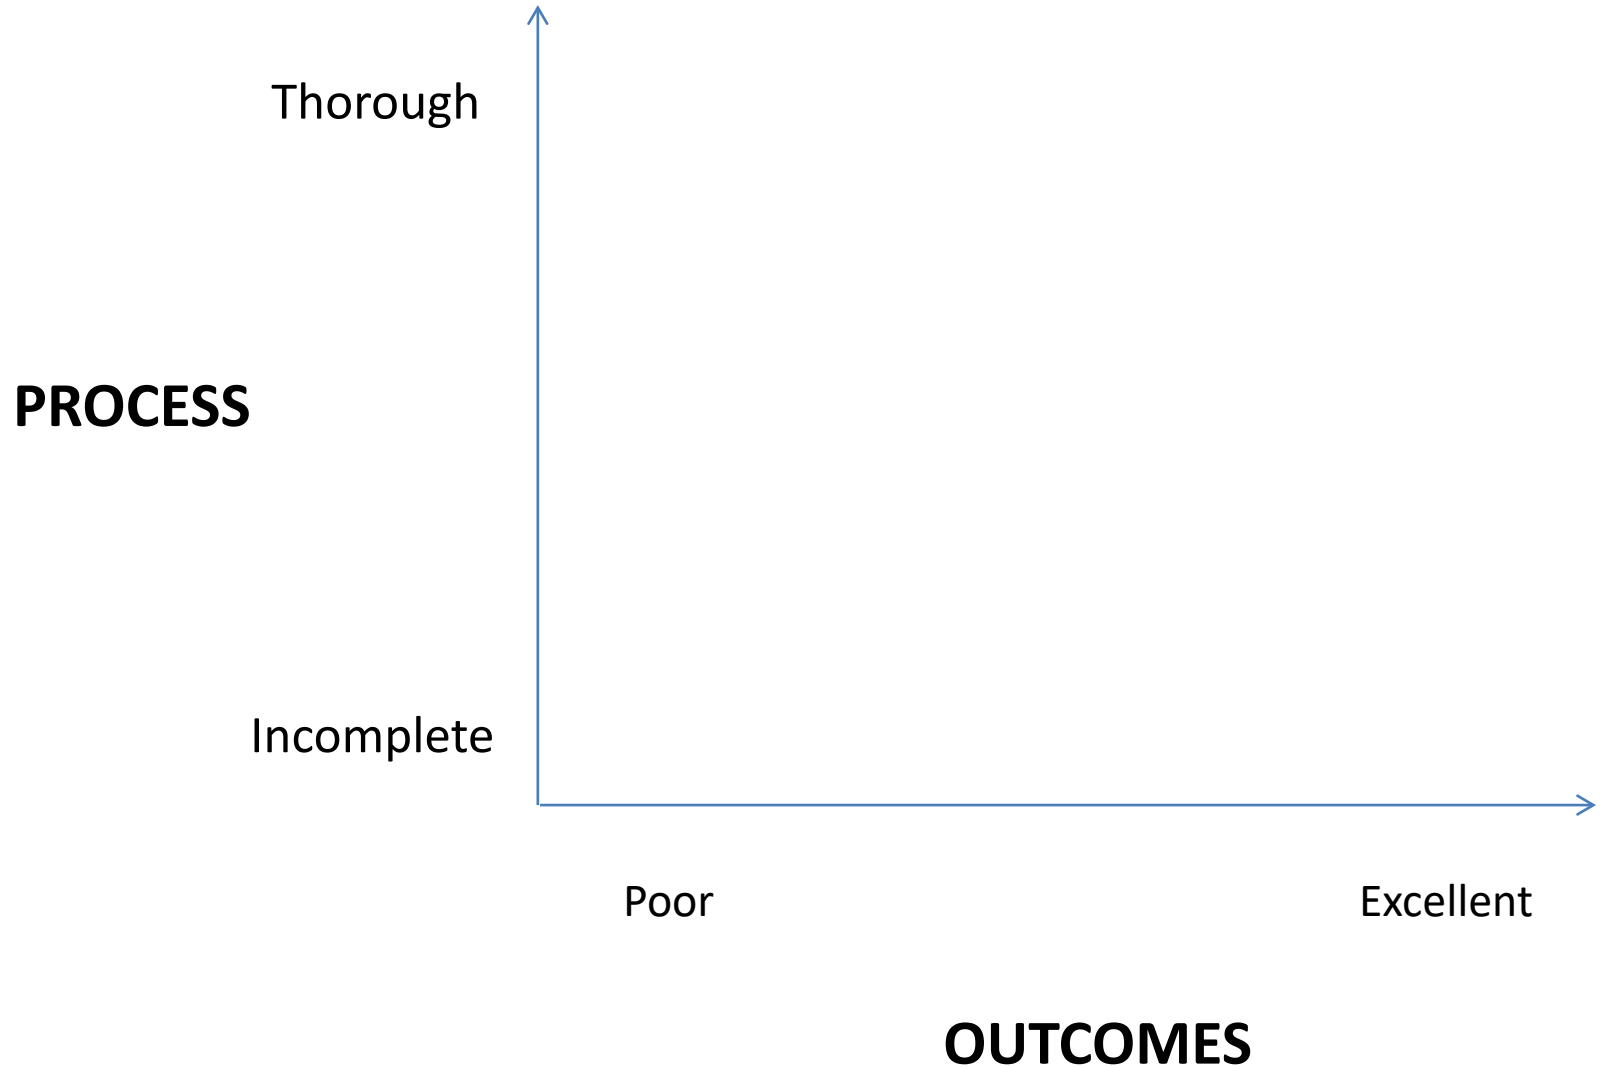 Thorough
PROCESS
Incomplete
Poor
Excellent
OUTCOMES